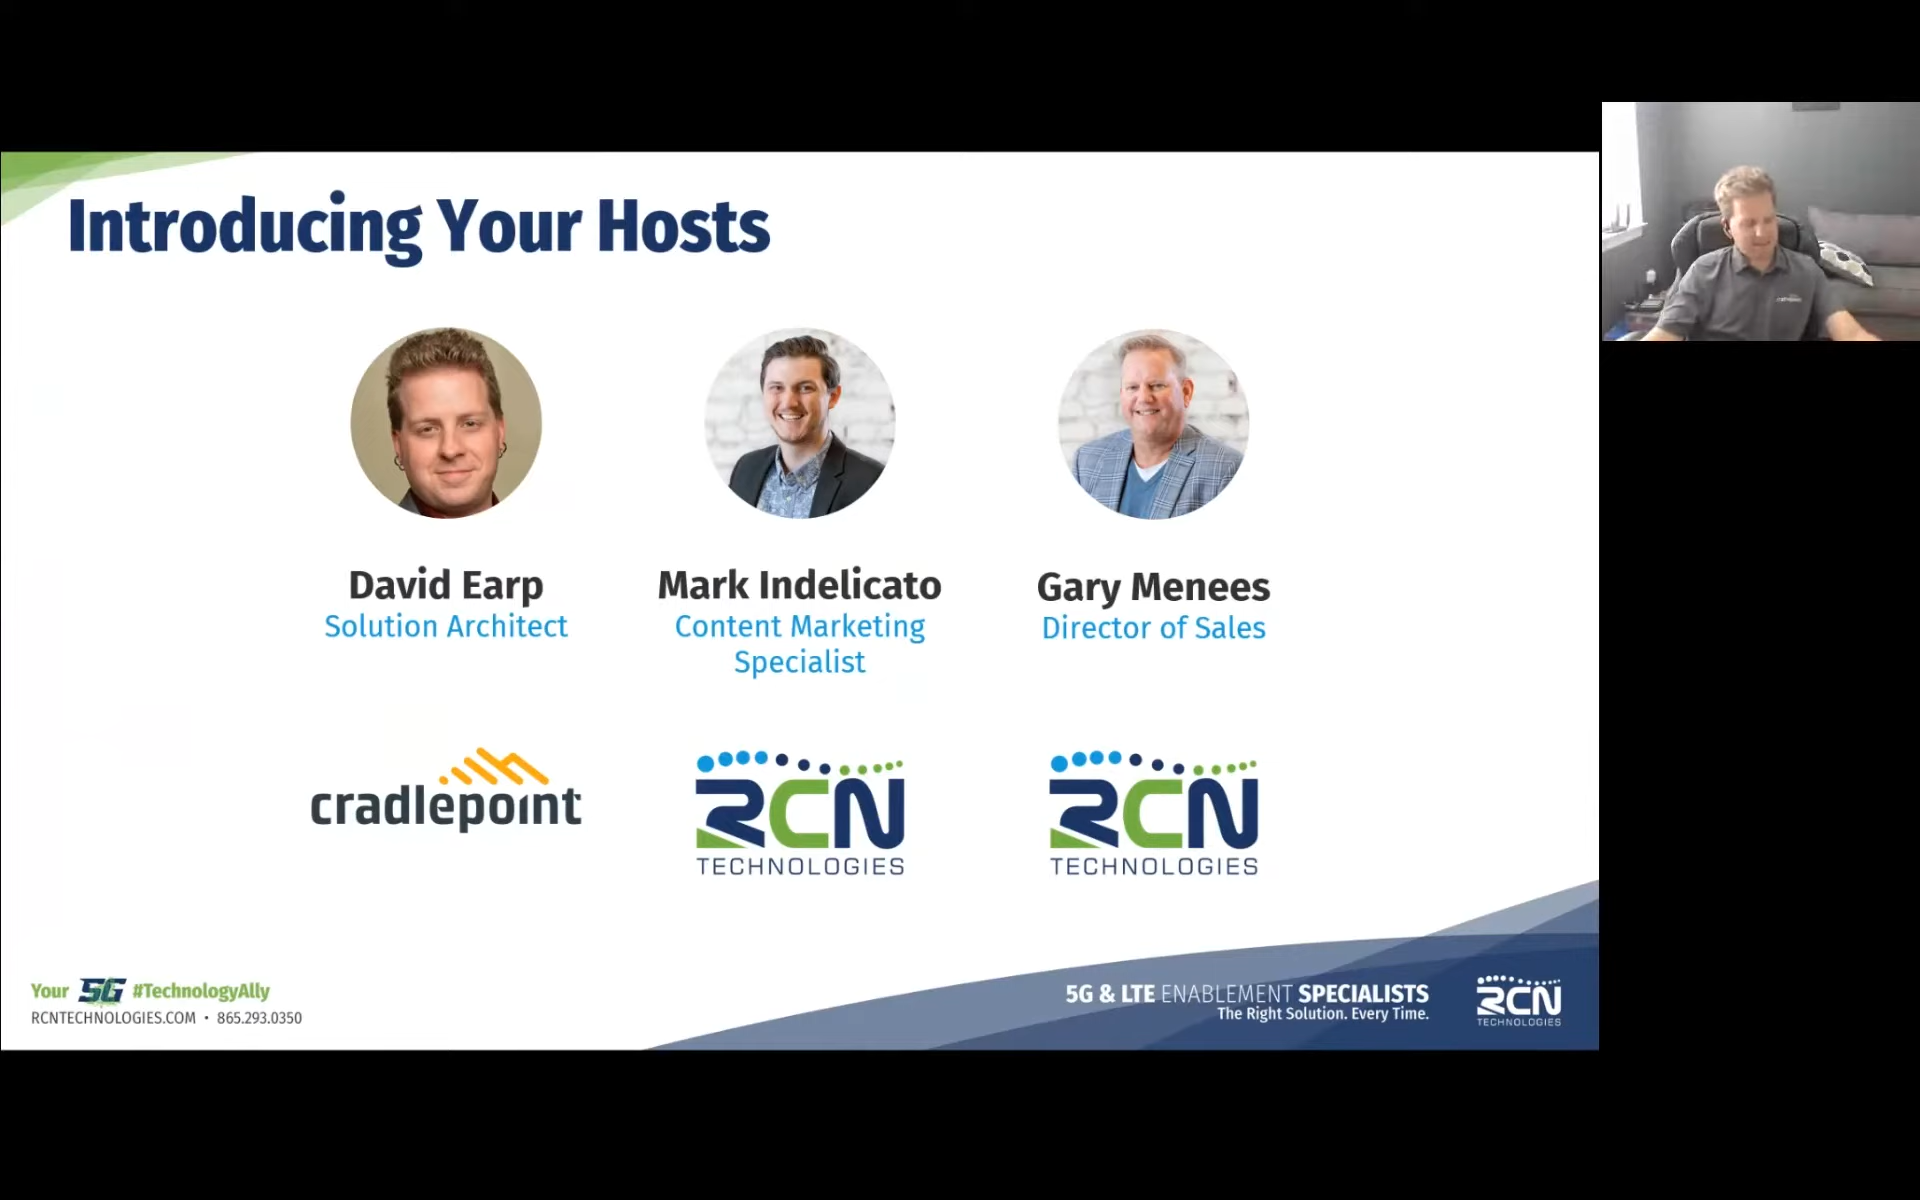 Introducing Your Hosts
David Earp
Solution Architect
Mark Indelicato
Content Marketing
Specialist
Gary Menees
Director of Sales
cradlepoint
RCN
TECHNOLOGIES
RCN
TECHNOLOGIES
Your 5G #TechnologyAlly
RCNTECHNOLOGIES.COM • 865.293.0350
5G & LTE ENABLEMENT SPECIALISTS
The Right Solution. Every Time.
RCN
TECHNOLOGIES